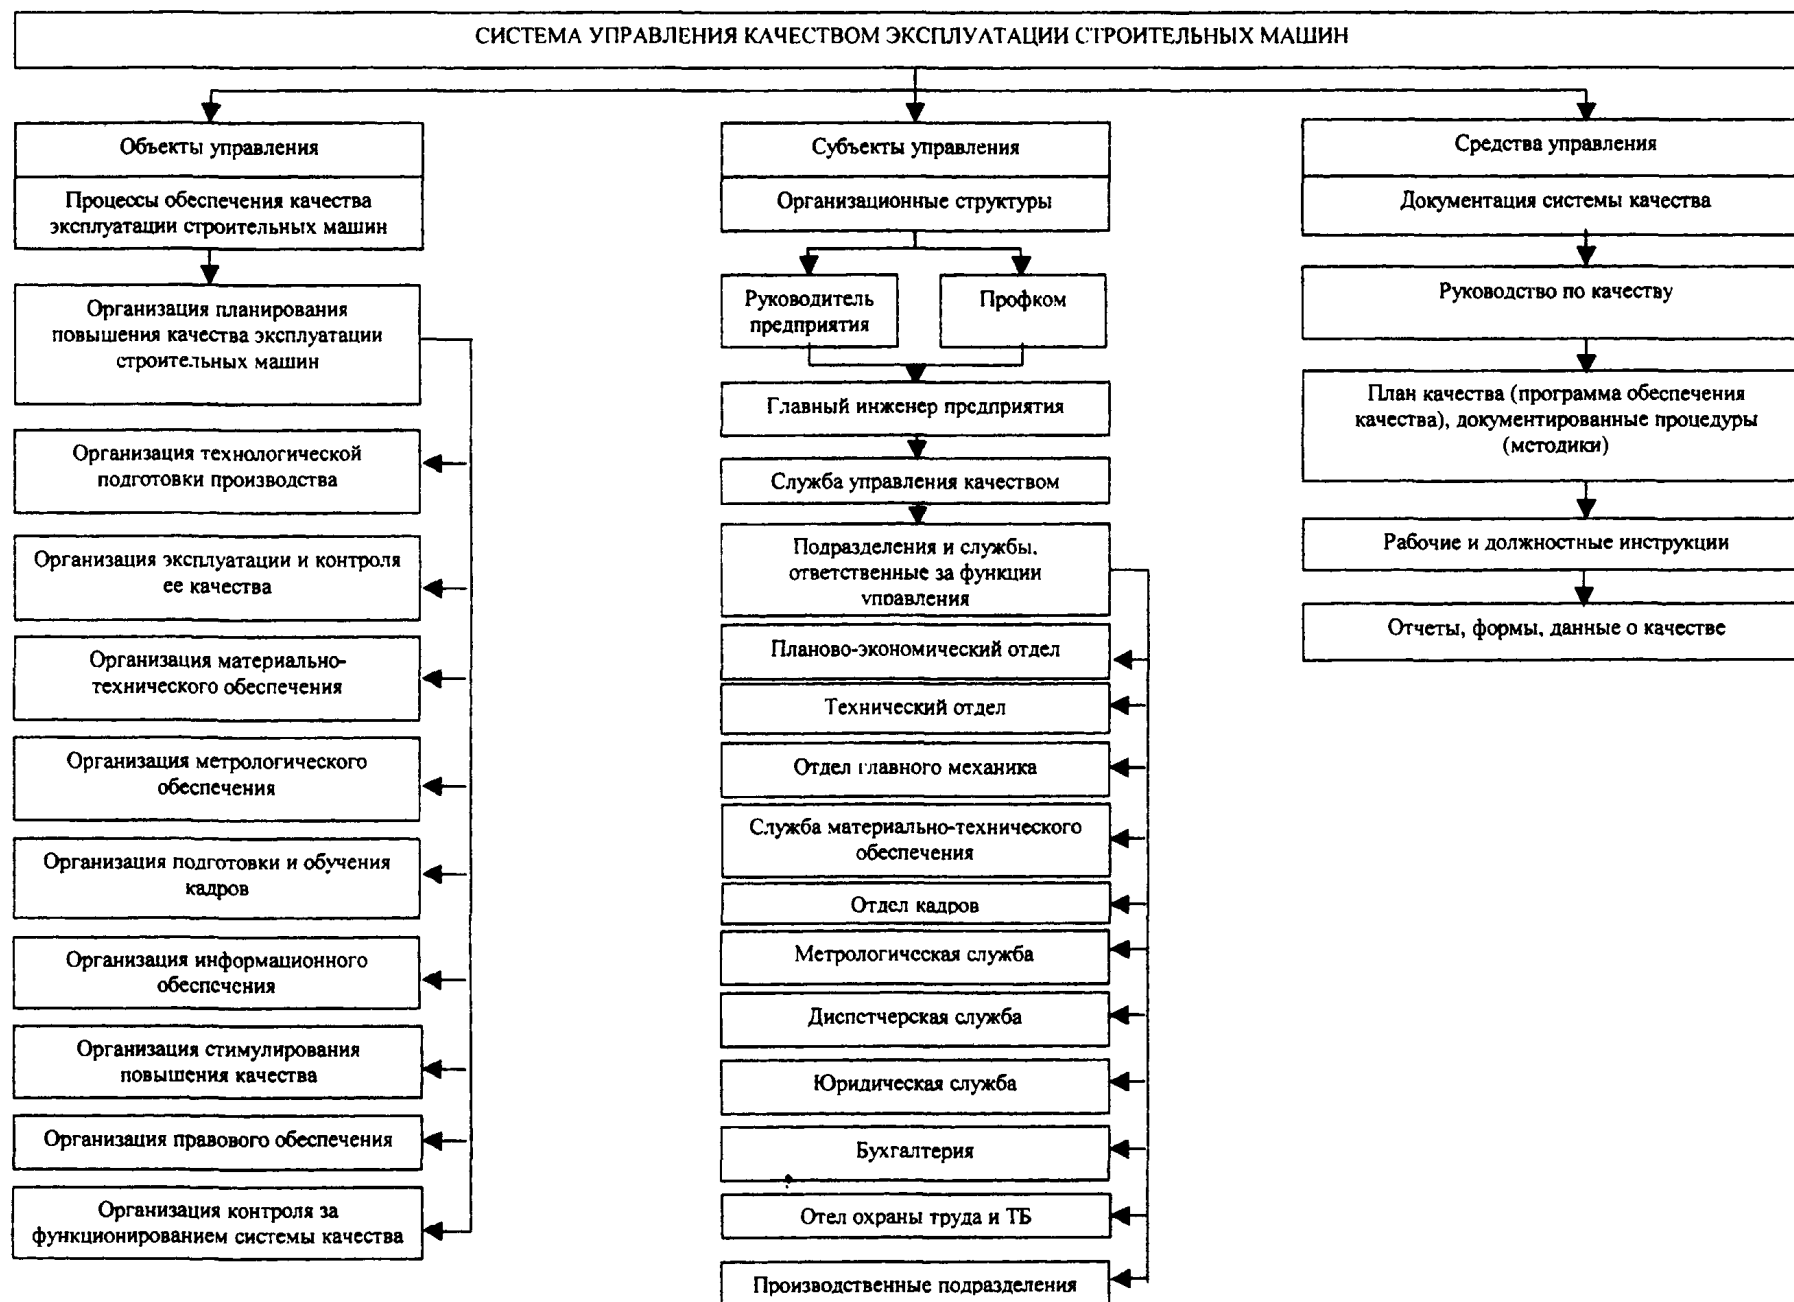 СИСТЕМА УПРАВЛЕНИЯ КАЧЕСТВОМ ЭКСПЛУАТАЦИИ СТРОИТЕЛЬНЫХ МАШИН
Объекты управления
Процессы обеспечения качества
эксплуатации строительных машин
Организация планирования
повышения качества эксплуатации
строительных машин
Организация технологической
подготовки производства
Организация эксплуатации и контроля
ее качества
Организация материально-
технического обеспечения
Организация метрологического
обеспечения
Организация подготовки и обучения
кадров
Организация информационного
обеспечения
Организация стимулирования
повышения качества
Организация правового обеспечения
Организация контроля за
функционированием системы качества
Субъекты управления
Организационные структуры
Руководитель
предприятия
Профком
Главный инженер предприятия
Служба управления качеством
Подразделения и службы,
ответственные за функции
управления
Планово-экономический отдел
Технический отдел
Отдел главного механика
Служба материально-технического
обеспечения
Отдел кадров
Метрологическая служба
Диспетчерская служба
Юридическая служба
Бухгалтерия
Отел охраны труда и ТБ
Производственные подразделения
Средства управления
Документация системы качества
Руководство по качеству
План качества (программа обеспечения
качества), документированные процедуры
(методики)
Рабочие и должностные инструкции
Отчеты, формы, данные о качестве